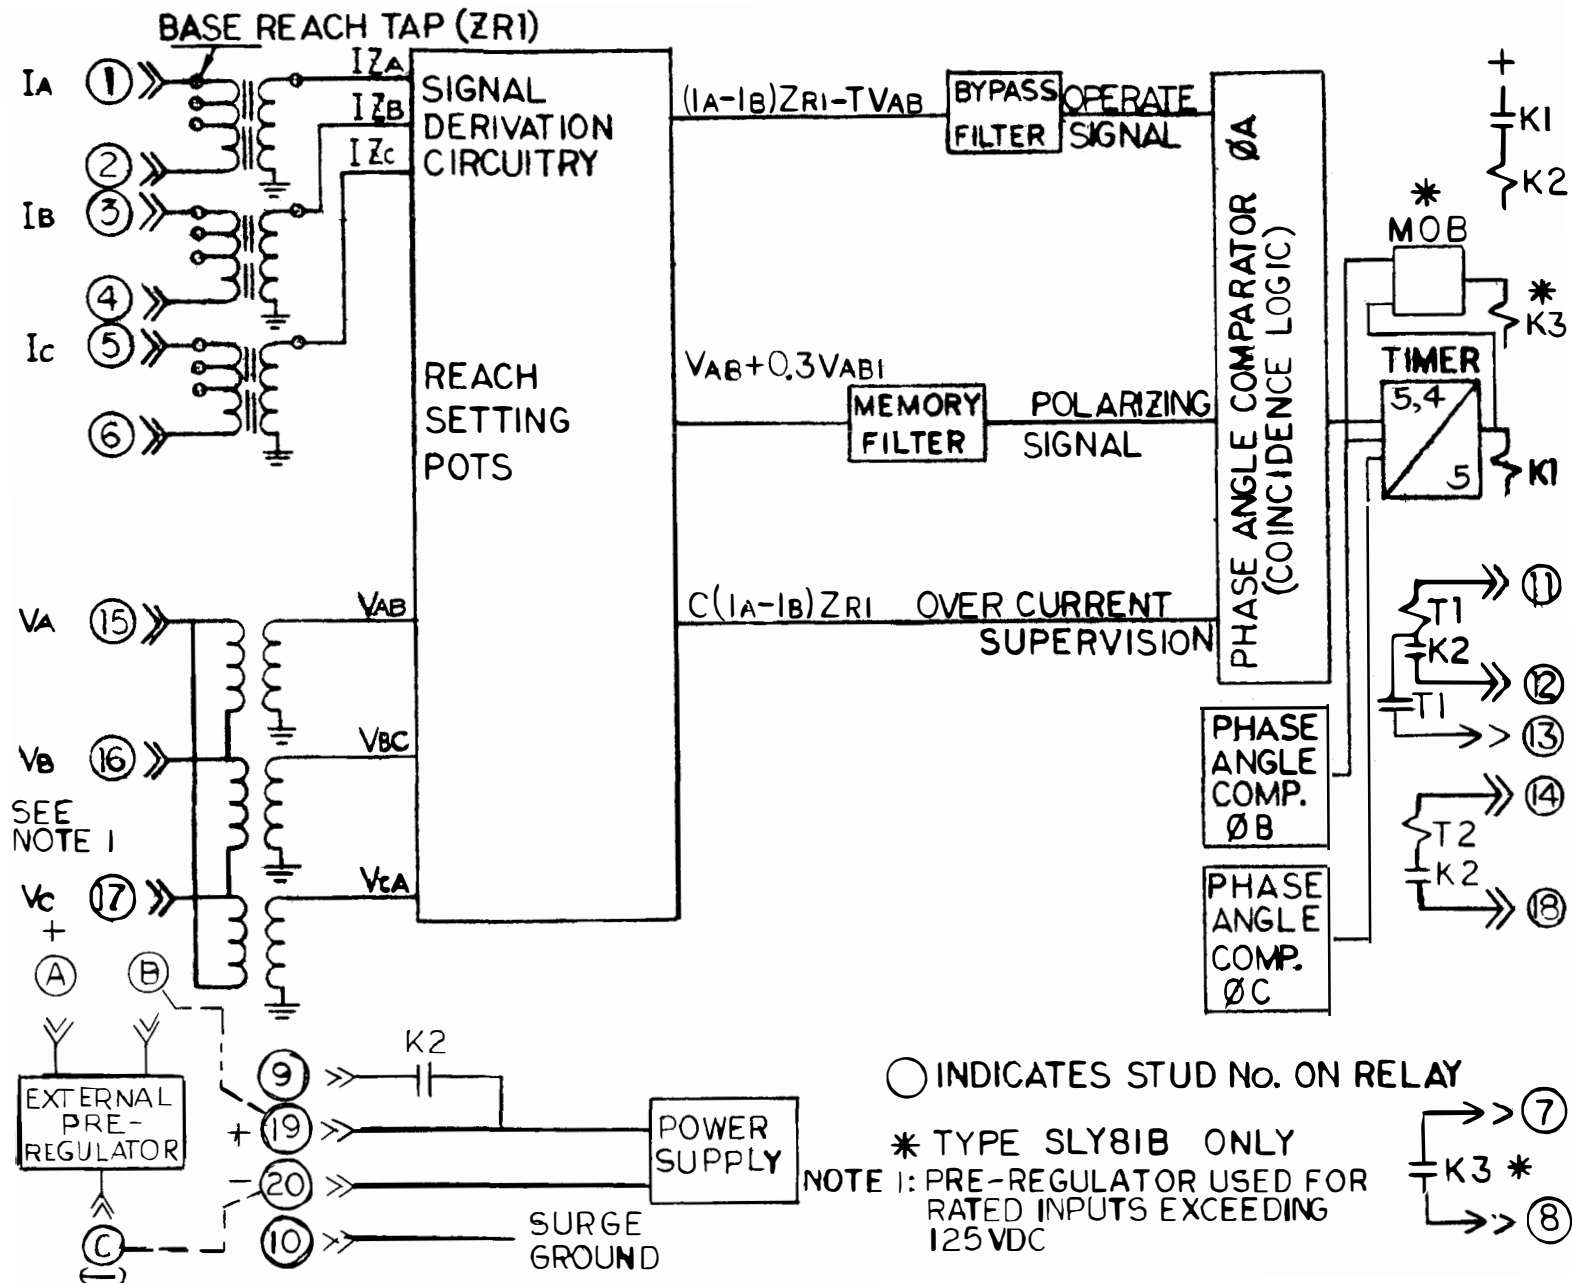 BASE REACH TAP (ZR1)
IA
1
2
IB
3
4
IC
5
6
IZA
IZB
IZC
SIGNAL
DERIVATION
CIRCUITRY
REACH
SETTING
POTS
(IA-IB)ZR1-TVAB
BYPASS
FILTER
OPERATE
SIGNAL
VAB+0.3VAB1
MEMORY
FILTER
POLARIZING
SIGNAL
C(IA-IB)ZR1
OVER CURRENT
SUPERVISION
PHASE ANGLE COMPARATOR ØA
(COINCIDENCE LOGIC)
+
K1
K2
*
MOB
*
K3
TIMER
5,4
5
K1
VA
15
VAB
VB
16
VBC
SEE
NOTE 1
VC
17
VCA
PHASE
ANGLE
COMP.
ØB
PHASE
ANGLE
COMP.
ØC
11
T1
K2
12
T1
13
14
T2
K2
18
+
A
B
EXTERNAL
PRE-
REGULATOR
C
(-)
K2
9
+ 19
- 20
10
POWER
SUPPLY
SURGE
GROUND
INDICATES STUD No. ON RELAY
* TYPE SLY81B ONLY
NOTE 1: PRE-REGULATOR USED FOR
RATED INPUTS EXCEEDING
125VDC
7
K3 *
8